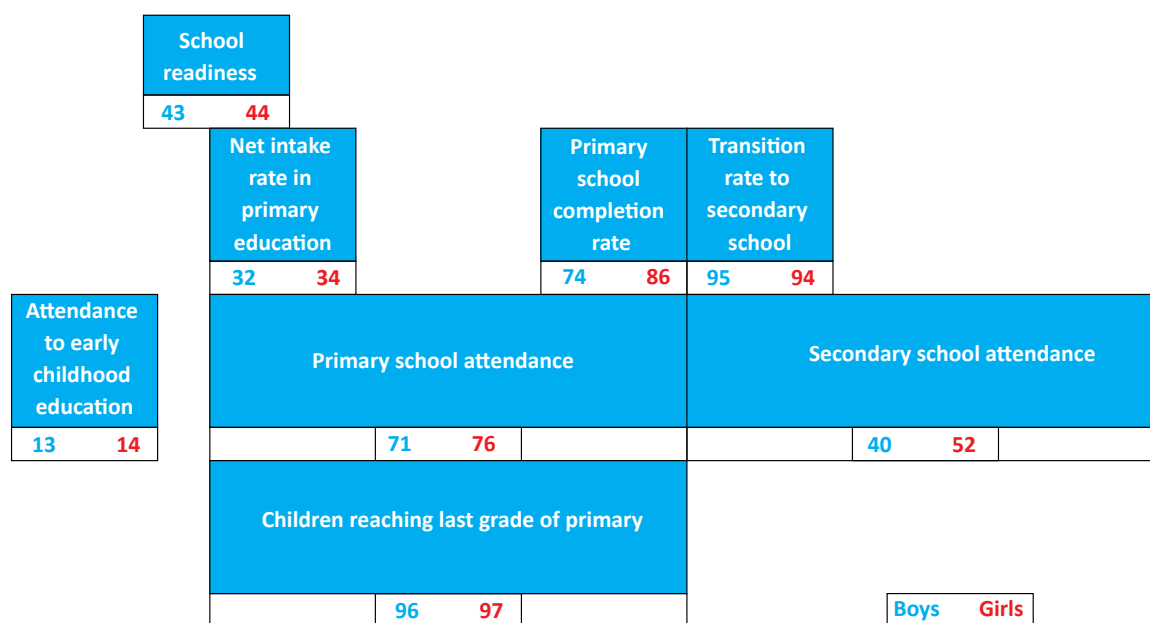 School
readiness
43 44
Net intake
rate in
primary
education
32 34
Primary
school
completion
rate
74 86
Transition
rate to
secondary
school
95 94
Attendance
to early
childhood
education
13 14
Primary school attendance
71 76
Secondary school attendance
40 52
Children reaching last grade of primary
96 97
Boys Girls